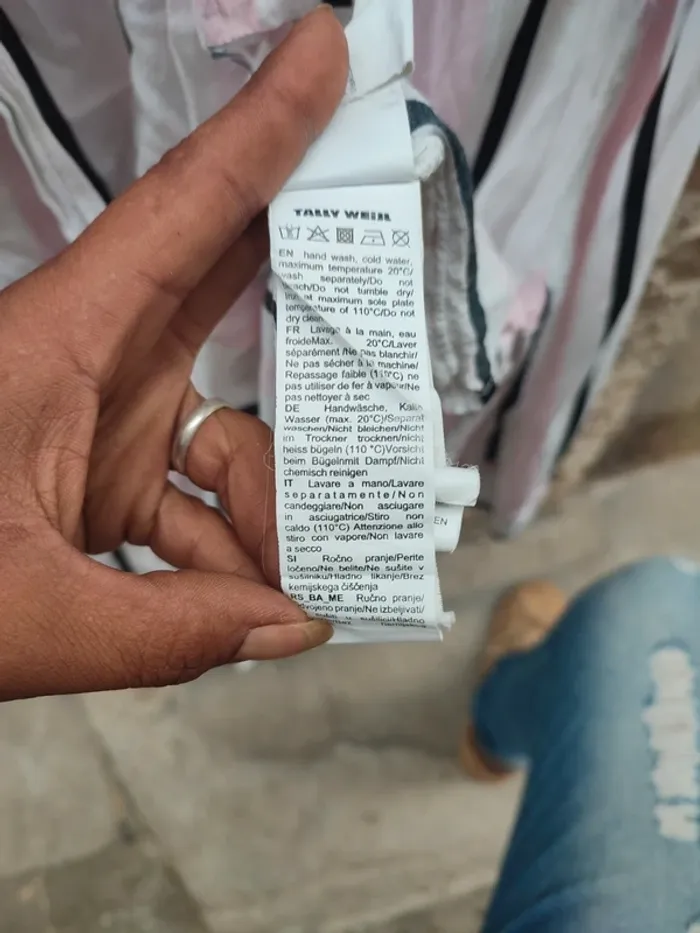 TALLY WEiJL
EN hand wash, cold water,
maximum temperature 20°C/
wash separately/Do not
bleach/Do not tumble dry/
Iron at maximum sole plate
temperature of 110°C/Do not
dry clean
FR Lavage à la main, eau
froideMax. 20°C/Laver
séparément/Ne pas blanchir/
Ne pas sécher à la machine/
Repassage faible (110°C) ne
pas utiliser de fer à vapeur/Ne
pas nettoyer à sec
DE Handwäsche, Kaltes
Wasser (max. 20°C)/Separat
waschen/Nicht bleichen/Nicht
im Trockner trocknen/nicht
heiss bügeln (110 °C)Vorsicht
beim Bügelnmit Dampf/Nicht
chemisch reinigen
IT Lavare a mano/Lavare
separatamente/Non
candeggiare/Non asciugare
in asciugatrice/Stiro non
caldo (110°C) Attenzione allo
stiro con vapore/Non lavare
a secco
SI Ročno pranje/Perite
ločeno/Ne belite/Ne sušite v
sušilniku/Hladno likanje/Brez
kemijskega čiščenja
RS_BA_ME Ručno pranje/
odvojeno pranje/Ne izbeljivati/
EN